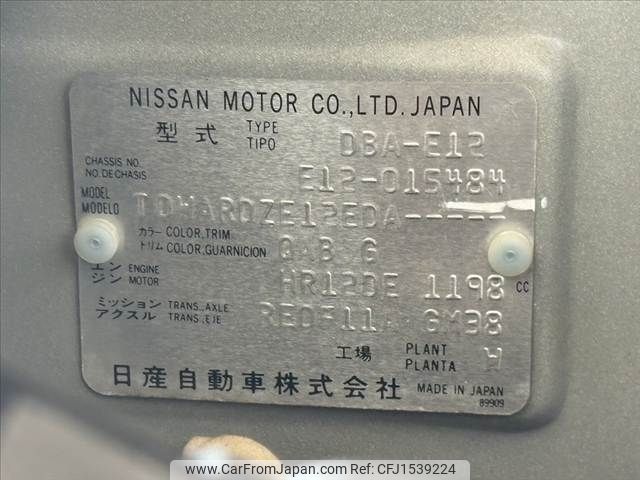 NISSAN MOTOR CO.,LTD. JAPAN
型式 TYPE TIPO DBA-E12
CHASSIS NO. NO. DE CHASIS E12-015484
MODEL MODELO TDWARDZE12EDA-----
カラー COLOR,TRIM
トリム COLOR,GUARNICION QAB G
エン ENGINE
ジン MOTOR HR12DE 1198 CC
ミッション TRANS.,AXLE
アクスル TRANS.,EJE RE0F11 GM38
工場 PLANT PLANTA W
日産自動車株式会社 MADE IN JAPAN
89909
www.CarFromJapan.com | CFJ1539224